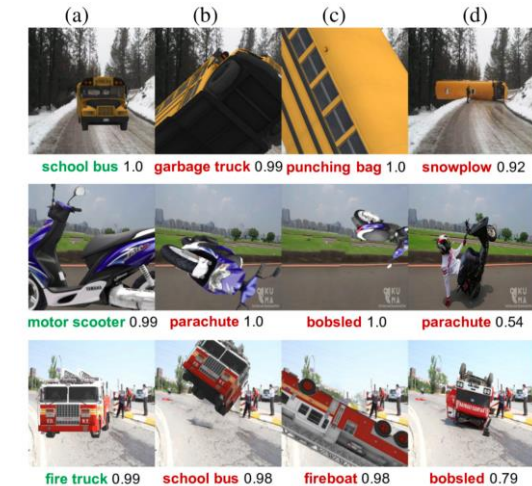 (a) (b) (c) (d)
school bus 1.0 garbage truck 0.99 punching bag 1.0 snowplow 0.92
YAMAHA
motor scooter 0.99 parachute 1.0 bobsled 1.0 parachute 0.54
fire truck 0.99 school bus 0.98 fireboat 0.98 bobsled 0.79